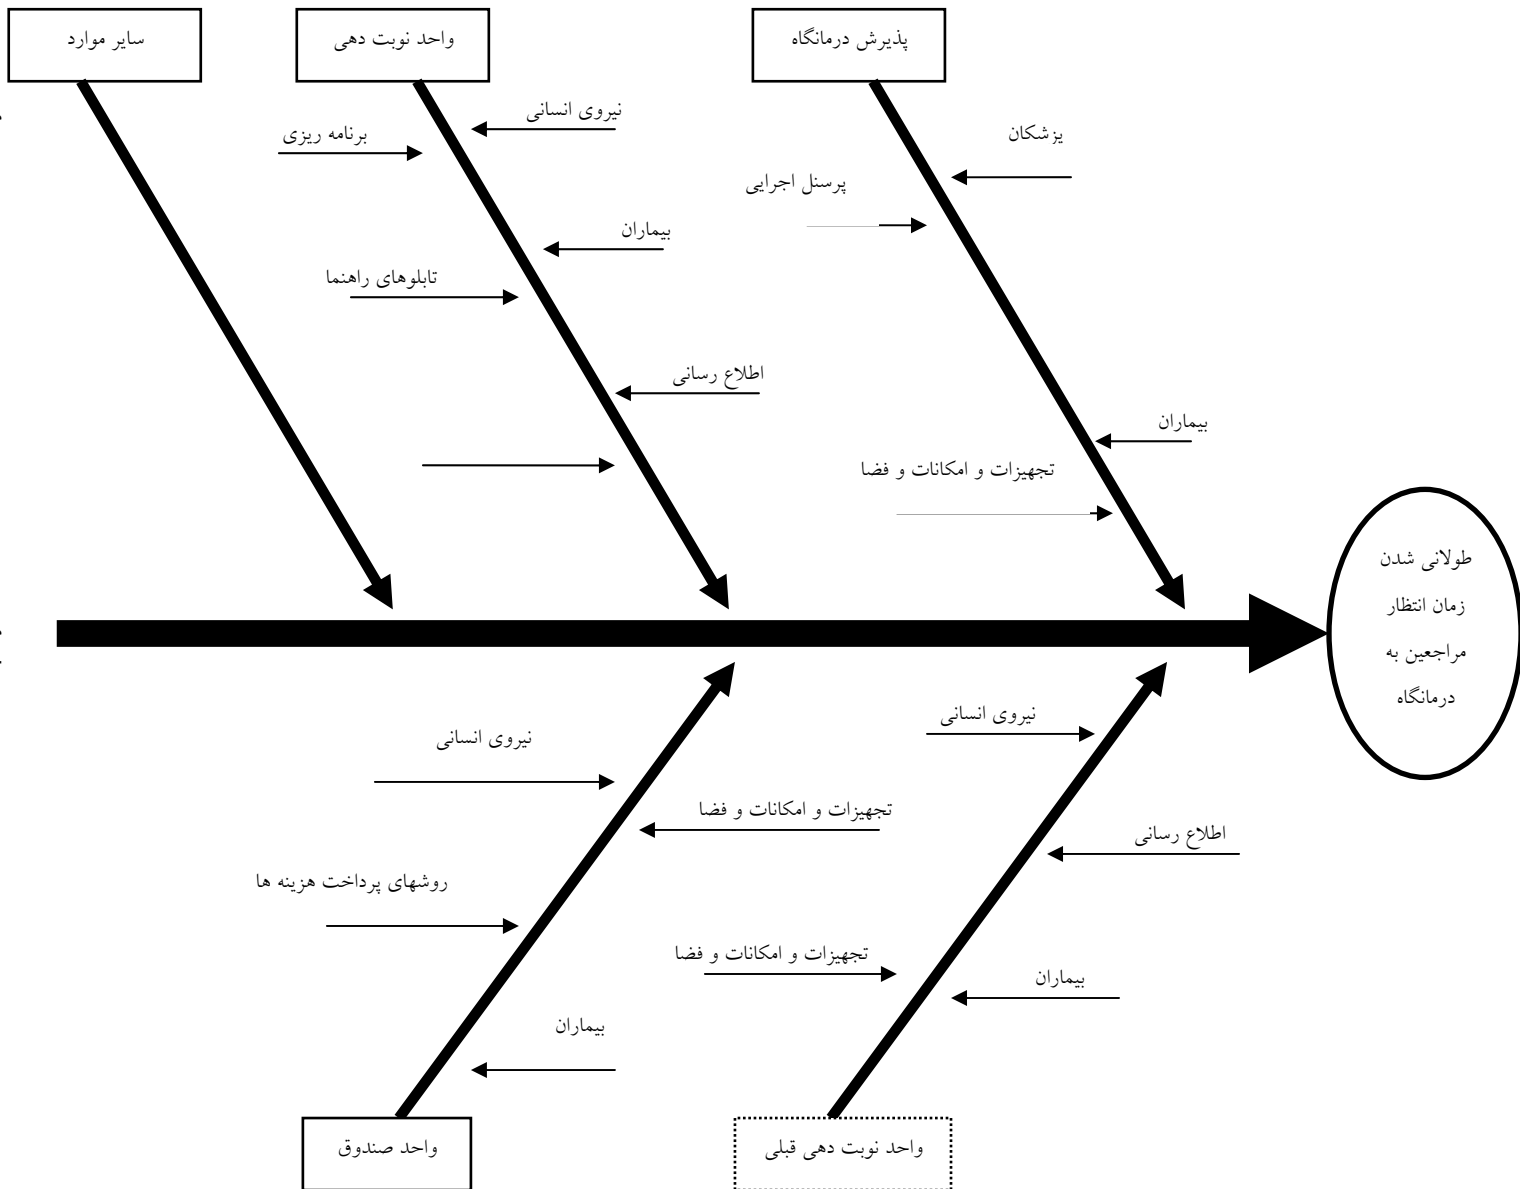 پذیرش درمانگاه
واحد نوبت دهی
سایر موارد
نیروی انسانی
برنامه ریزی
پزشکان
پرسنل اجرایی
بیماران
تابلوهای راهنما
اطلاع رسانی
بیماران
تجهیزات و امکانات و فضا
طولانی شدن
زمان انتظار
مراجعین به
درمانگاه
نیروی انسانی
نیروی انسانی
تجهیزات و امکانات و فضا
اطلاع رسانی
روشهای پرداخت هزینه ها
تجهیزات و امکانات و فضا
بیماران
بیماران
واحد نوبت دهی قبلی
واحد صندوق